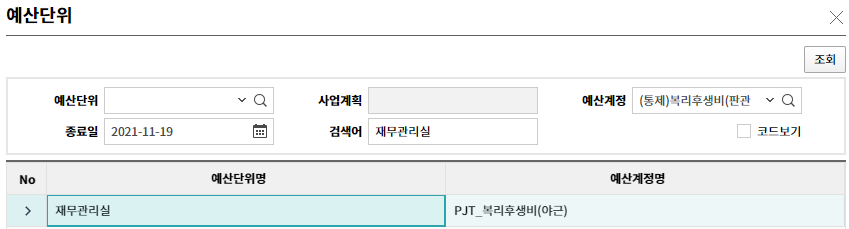 예산단위
조회
예산단위 사업계획 예산계정 (통제)복리후생비(판관
종료일 2021-11-19 검색어 재무관리실 코드보기
No 예산단위명 예산계정명
재무관리실 PJT_복리후생비(야근)